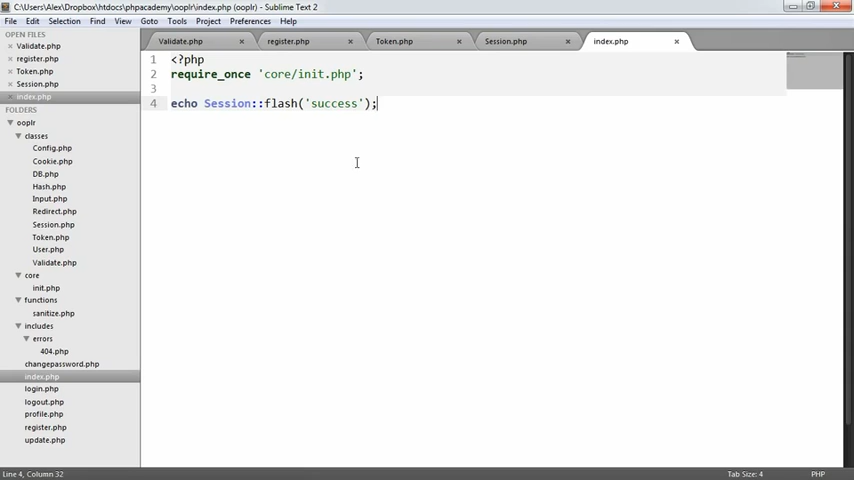 C:\Users\Alex\Dropbox\htdocs\phpacademy\ooplr\index.php (ooplr) - Sublime Text 2
File Edit Selection Find View Goto Tools Project Preferences Help
OPEN FILES
Validate.php
register.php
Token.php
Session.php
index.php
FOLDERS
ooplr
classes
Config.php
Cookie.php
DB.php
Hash.php
Input.php
Redirect.php
Session.php
Token.php
User.php
Validate.php
core
init.php
functions
sanitize.php
includes
errors
404.php
changepassword.php
index.php
login.php
logout.php
profile.php
register.php
update.php
Validate.php register.php Token.php Session.php index.php
1 <?php
2 require_once 'core/init.php';
3
4 echo Session::flash('success');
Line 4, Column 32 Tab Size: 4 PHP